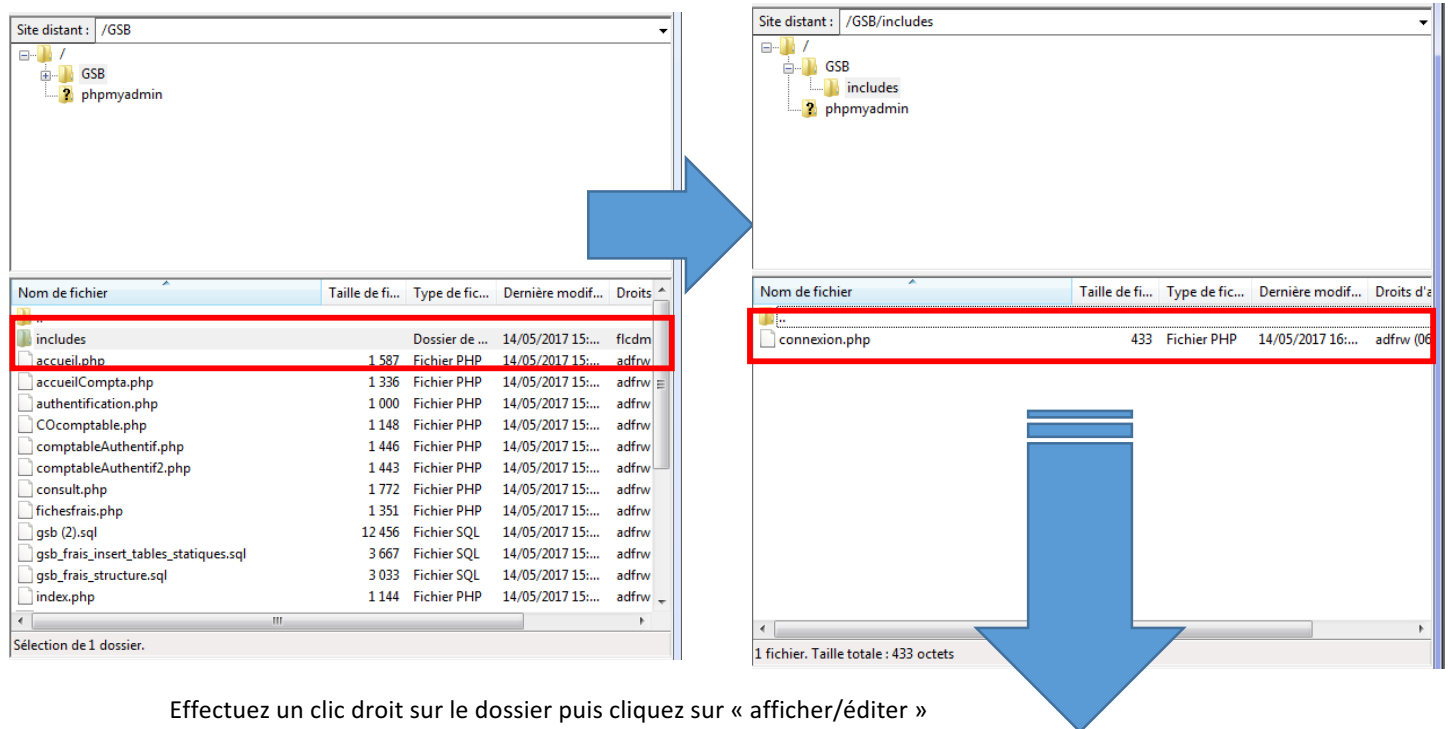 Site distant : /GSB
/
GSB
phpmyadmin
Nom de fichier Taille de fi... Type de fic... Dernière modif... Droits
..
includes Dossier de ... 14/05/2017 15:... flcdm
accueil.php 1 587 Fichier PHP 14/05/2017 15:... adfrw
accueilCompta.php 1 336 Fichier PHP 14/05/2017 15:... adfrw
authentification.php 1 000 Fichier PHP 14/05/2017 15:... adfrw
COcomptable.php 1 148 Fichier PHP 14/05/2017 15:... adfrw
comptableAuthentif.php 1 446 Fichier PHP 14/05/2017 15:... adfrw
comptableAuthentif2.php 1 443 Fichier PHP 14/05/2017 15:... adfrw
consult.php 1 772 Fichier PHP 14/05/2017 15:... adfrw
fichesfrais.php 1 351 Fichier PHP 14/05/2017 15:... adfrw
gsb (2).sql 12 456 Fichier SQL 14/05/2017 15:... adfrw
gsb_frais_insert_tables_statiques.sql 3 667 Fichier SQL 14/05/2017 15:... adfrw
gsb_frais_structure.sql 3 033 Fichier SQL 14/05/2017 15:... adfrw
index.php 1 144 Fichier PHP 14/05/2017 15:... adfrw
Sélection de 1 dossier.
Site distant : /GSB/includes
/
GSB
includes
phpmyadmin
Nom de fichier Taille de fi... Type de fic... Dernière modif... Droits d'a
..
connexion.php 433 Fichier PHP 14/05/2017 16:... adfrw (06
1 fichier. Taille totale : 433 octets
Effectuez un clic droit sur le dossier puis cliquez sur « afficher/éditer »